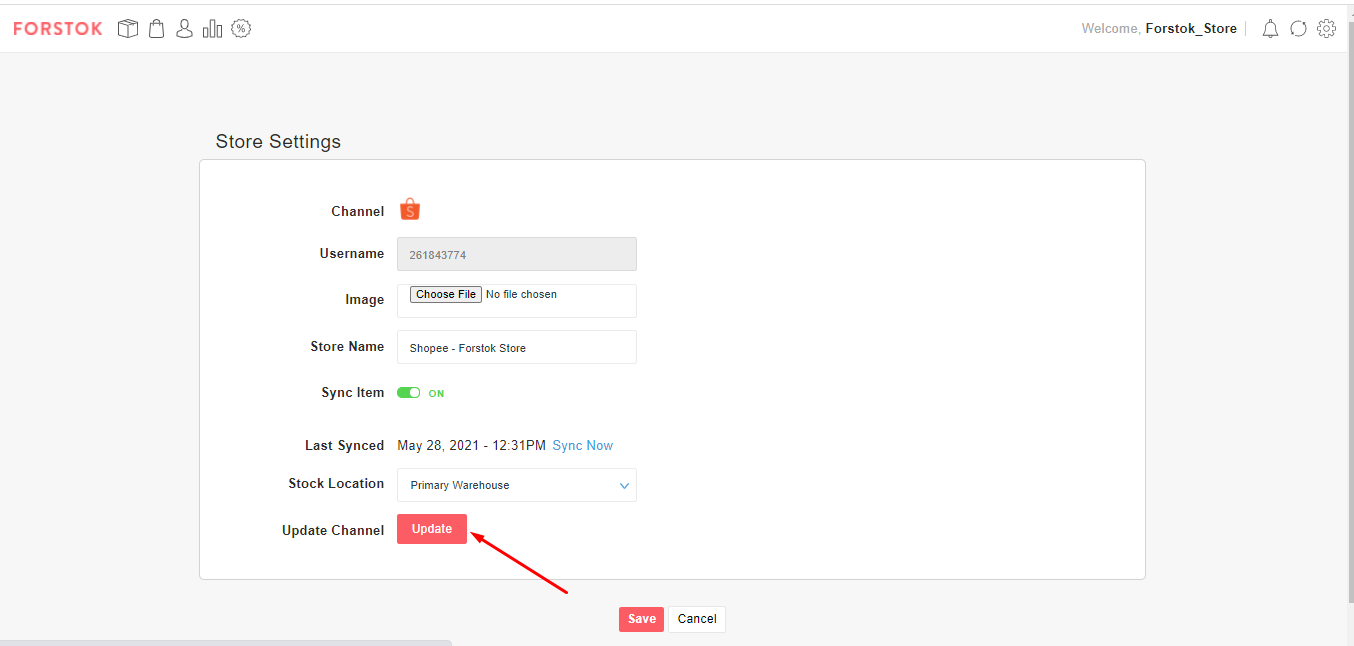 FORSTOK
Welcome, Forstok_Store
Store Settings
Channel
Username 261843774
Image Choose File No file chosen
Store Name Shopee - Forstok Store
Sync Item ON
Last Synced May 28, 2021 - 12:31PM Sync Now
Stock Location Primary Warehouse
Update Channel Update
Save Cancel